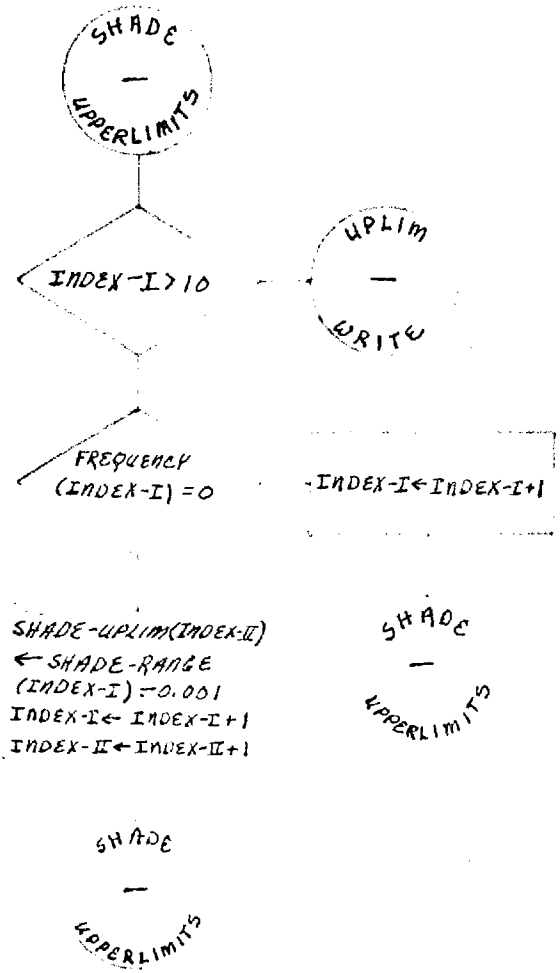 SHADE
—
UPPERLIMITS
INDEX-I>10
UPLIM
—
WRITE
FREQUENCY
(INDEX-I)=0
INDEX-I←INDEX-I+1
SHADE-UPLIM(INDEX-II)
← SHADE-RANGE
(INDEX-I)-0.001
INDEX-I← INDEX-I+1
INDEX-II←INDEX-II+1
SHADE
—
UPPERLIMITS
SHADE
—
UPPERLIMITS